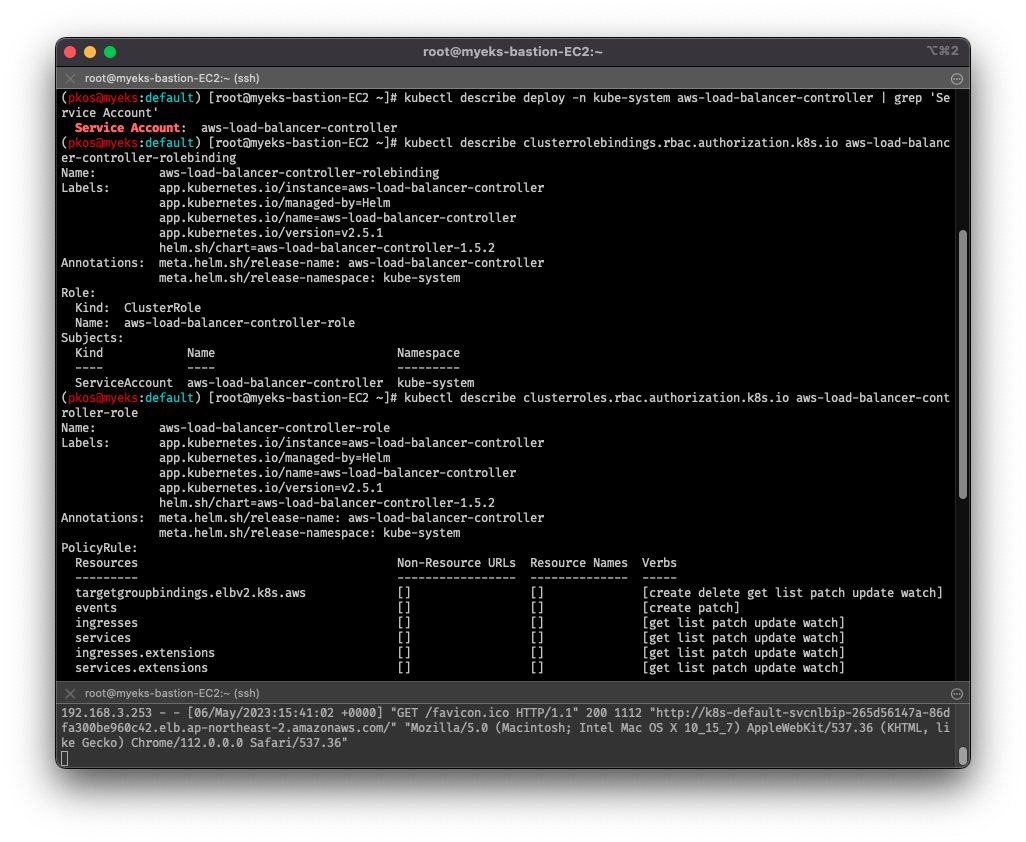 root@myeks-bastion-EC2:~
⌥⌘2
root@myeks-bastion-EC2:~ (ssh)
(pkos@myeks:default) [root@myeks-bastion-EC2 ~]# kubectl describe deploy -n kube-system aws-load-balancer-controller | grep 'Se
rvice Account'
  Service Account:  aws-load-balancer-controller
(pkos@myeks:default) [root@myeks-bastion-EC2 ~]# kubectl describe clusterrolebindings.rbac.authorization.k8s.io aws-load-balanc
er-controller-rolebinding
Name:         aws-load-balancer-controller-rolebinding
Labels:       app.kubernetes.io/instance=aws-load-balancer-controller
              app.kubernetes.io/managed-by=Helm
              app.kubernetes.io/name=aws-load-balancer-controller
              app.kubernetes.io/version=v2.5.1
              helm.sh/chart=aws-load-balancer-controller-1.5.2
Annotations:  meta.helm.sh/release-name: aws-load-balancer-controller
              meta.helm.sh/release-namespace: kube-system
Role:
  Kind:  ClusterRole
  Name:  aws-load-balancer-controller-role
Subjects:
  Kind            Name                          Namespace
  ----            ----                          ---------
  ServiceAccount  aws-load-balancer-controller  kube-system
(pkos@myeks:default) [root@myeks-bastion-EC2 ~]# kubectl describe clusterroles.rbac.authorization.k8s.io aws-load-balancer-cont
roller-role
Name:         aws-load-balancer-controller-role
Labels:       app.kubernetes.io/instance=aws-load-balancer-controller
              app.kubernetes.io/managed-by=Helm
              app.kubernetes.io/name=aws-load-balancer-controller
              app.kubernetes.io/version=v2.5.1
              helm.sh/chart=aws-load-balancer-controller-1.5.2
Annotations:  meta.helm.sh/release-name: aws-load-balancer-controller
              meta.helm.sh/release-namespace: kube-system
PolicyRule:
  Resources                                     Non-Resource URLs  Resource Names  Verbs
  ---------                                     -----------------  --------------  -----
  targetgroupbindings.elbv2.k8s.aws             []                 []              [create delete get list patch update watch]
  events                                        []                 []              [create patch]
  ingresses                                     []                 []              [get list patch update watch]
  services                                      []                 []              [get list patch update watch]
  ingresses.extensions                          []                 []              [get list patch update watch]
  services.extensions                           []                 []              [get list patch update watch]
root@myeks-bastion-EC2:~ (ssh)
192.168.3.253 - - [06/May/2023:15:41:02 +0000] "GET /favicon.ico HTTP/1.1" 200 1112 "http://k8s-default-svcnlbip-265d56147a-86d
fa300be960c42.elb.ap-northeast-2.amazonaws.com/" "Mozilla/5.0 (Macintosh; Intel Mac OS X 10_15_7) AppleWebKit/537.36 (KHTML, li
ke Gecko) Chrome/112.0.0.0 Safari/537.36"